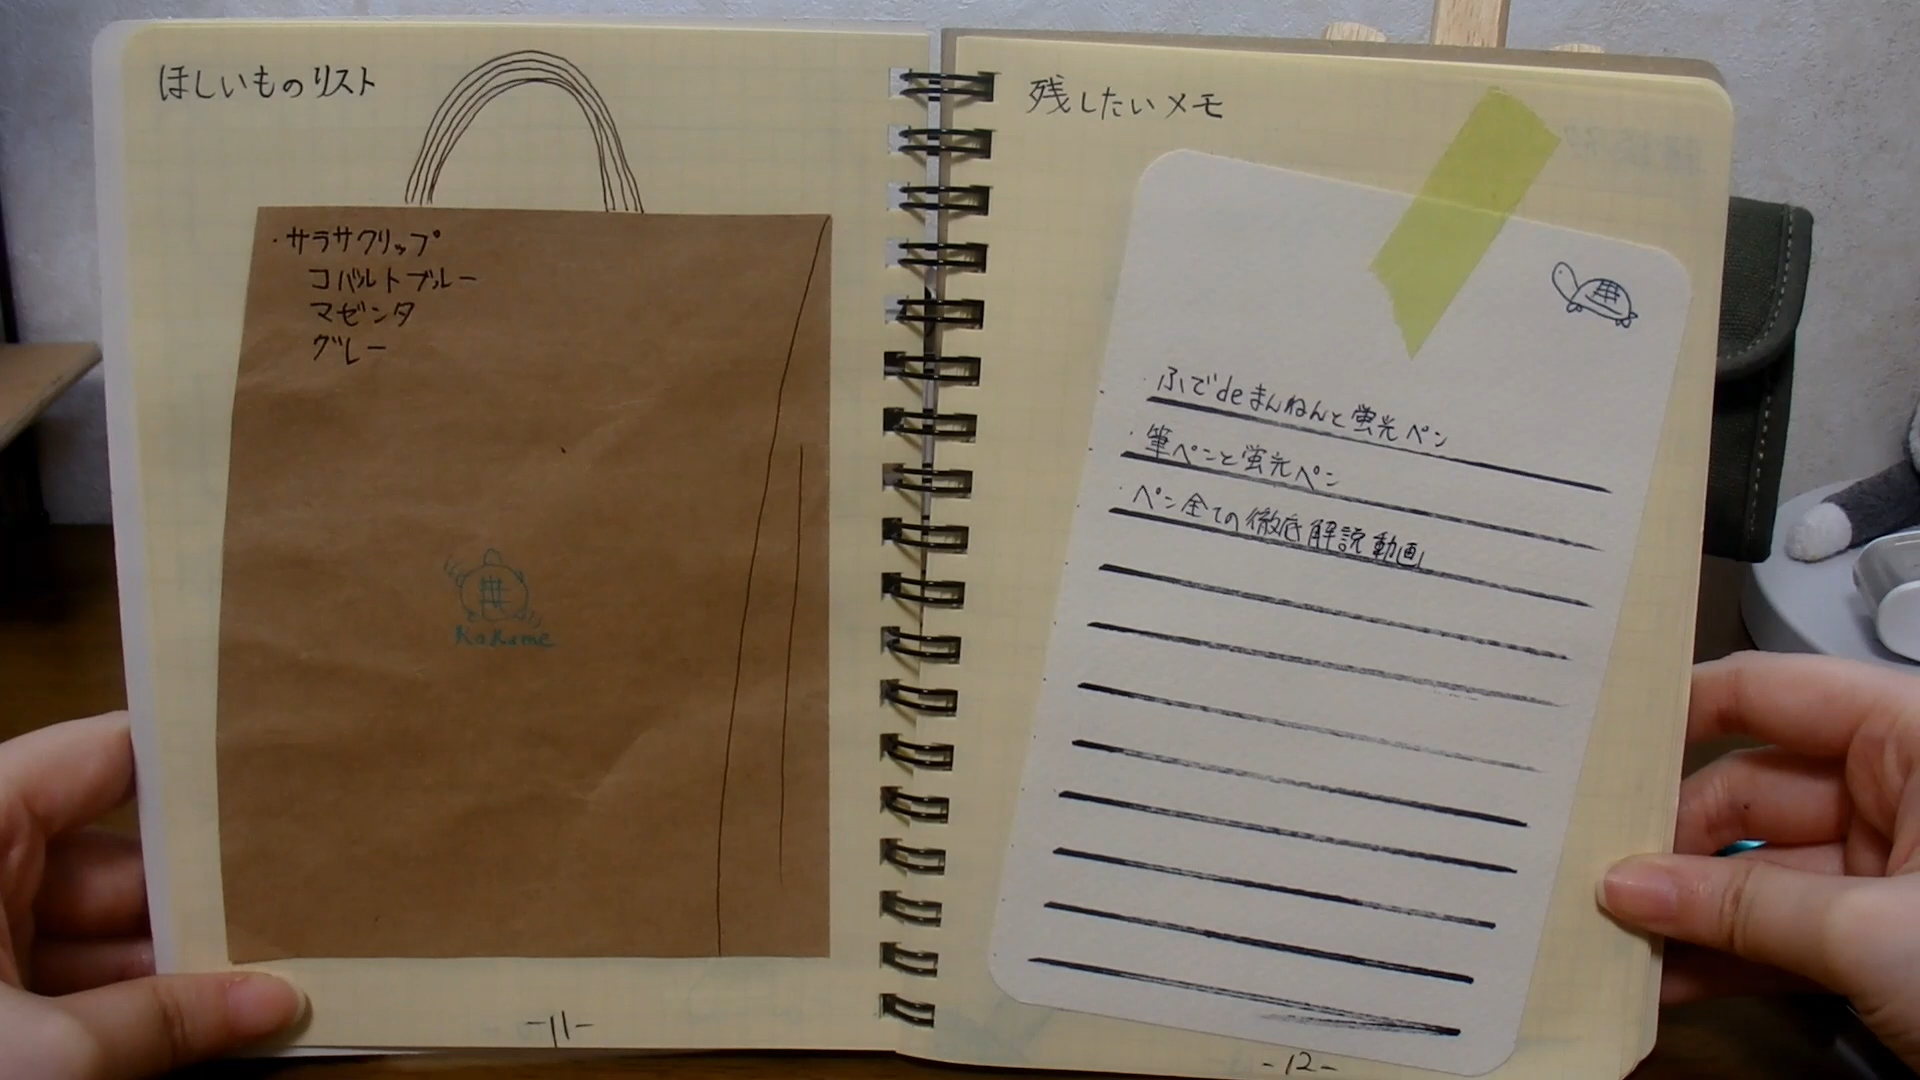 ほしいものリスト
・サラサクリップ
コバルトブルー
マゼンタ
グレー
KaKame
-11-
残したいメモ
・ふでdeまんねんと蛍光ペン
・筆ペンと蛍光ペン
・ペン全ての徹底解説動画
-12-